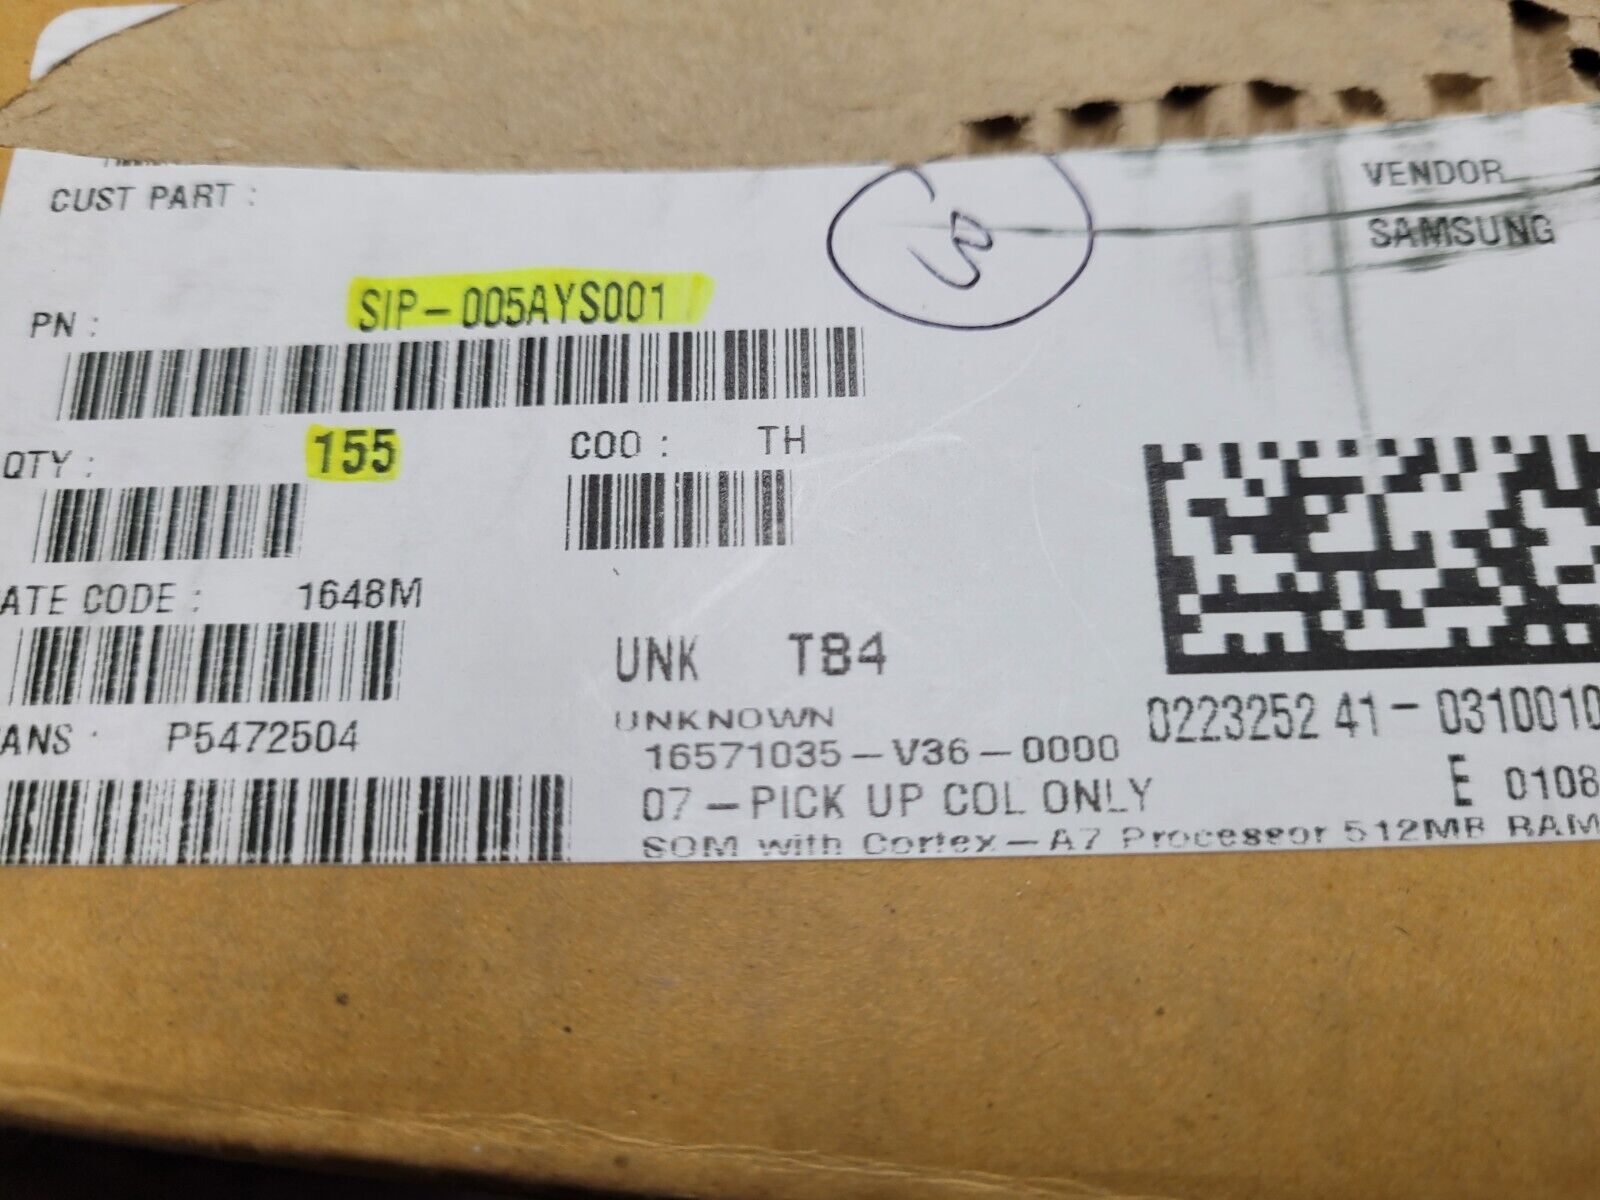 CUST PART :
VENDOR
SAMSUNG
PN : SIP-005AYS001
QTY : 155
COO : TH
ATE CODE : 1648M
UNK TB4
ANS : P5472504
UNKNOWN
16571035-V36-0000
0223252 41-0310010
07-PICK UP COL ONLY
E 0108
SOM with Cortex-A7 Processor 512MB RAM